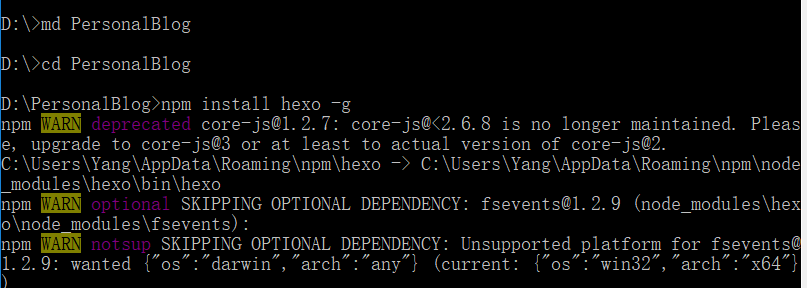 D:\>md PersonalBlog
D:\>cd PersonalBlog
D:\PersonalBlog>npm install hexo -g
npm WARN deprecated core-js@1.2.7: core-js@<2.6.8 is no longer maintained. Pleas
e, upgrade to core-js@3 or at least to actual version of core-js@2.
C:\Users\Yang\AppData\Roaming\npm\hexo -> C:\Users\Yang\AppData\Roaming\npm\node
_modules\hexo\bin\hexo
npm WARN optional SKIPPING OPTIONAL DEPENDENCY: fsevents@1.2.9 (node_modules\hex
o\node_modules\fsevents):
npm WARN notsup SKIPPING OPTIONAL DEPENDENCY: Unsupported platform for fsevents@
1.2.9: wanted {"os":"darwin","arch":"any"} (current: {"os":"win32","arch":"x64"}
)